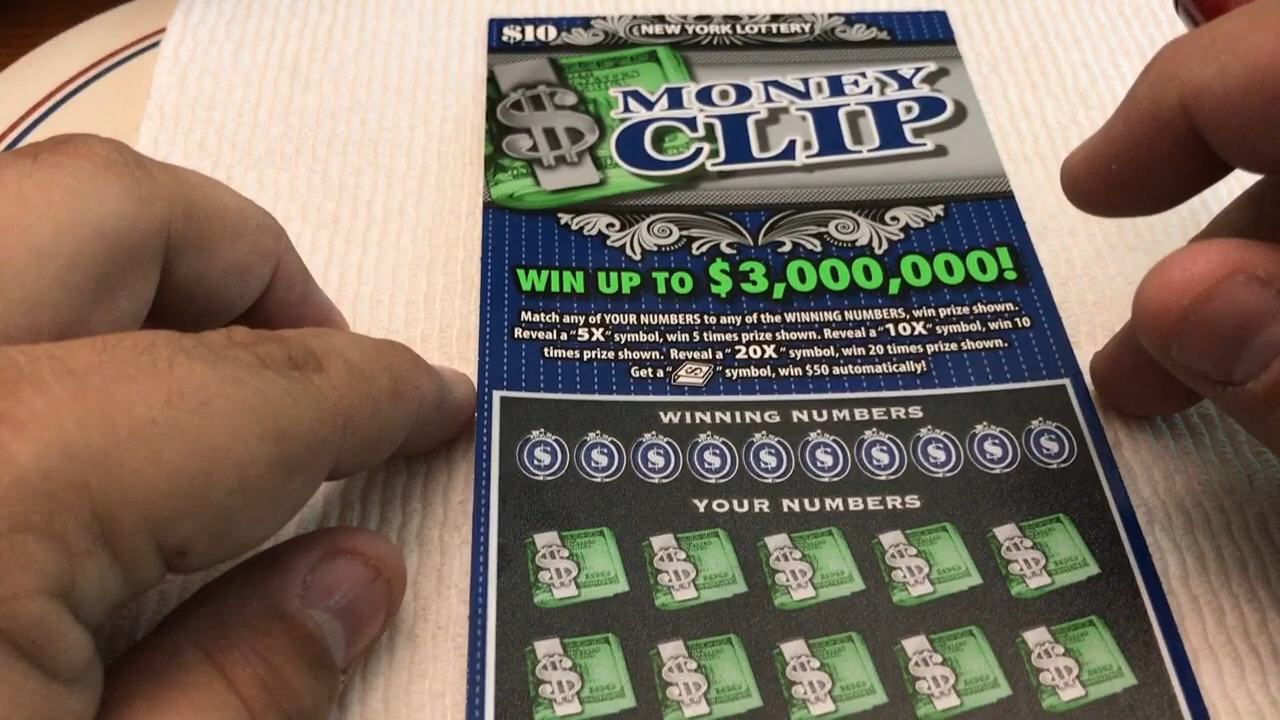 $10
NEW YORK LOTTERY
MONEY
CLIP
WIN UP TO $3,000,000!
Match any of YOUR NUMBERS to any of the WINNING NUMBERS, win prize shown.
Reveal a "5X" symbol, win 5 times prize shown. Reveal a "10X" symbol, win 10
times prize shown. Reveal a "20X" symbol, win 20 times prize shown.
Get a " " symbol, win $50 automatically!
WINNING NUMBERS
$ $ $ $ $ $ $ $ $ $
YOUR NUMBERS
$ $ $ $ $
$ $ $ $ $